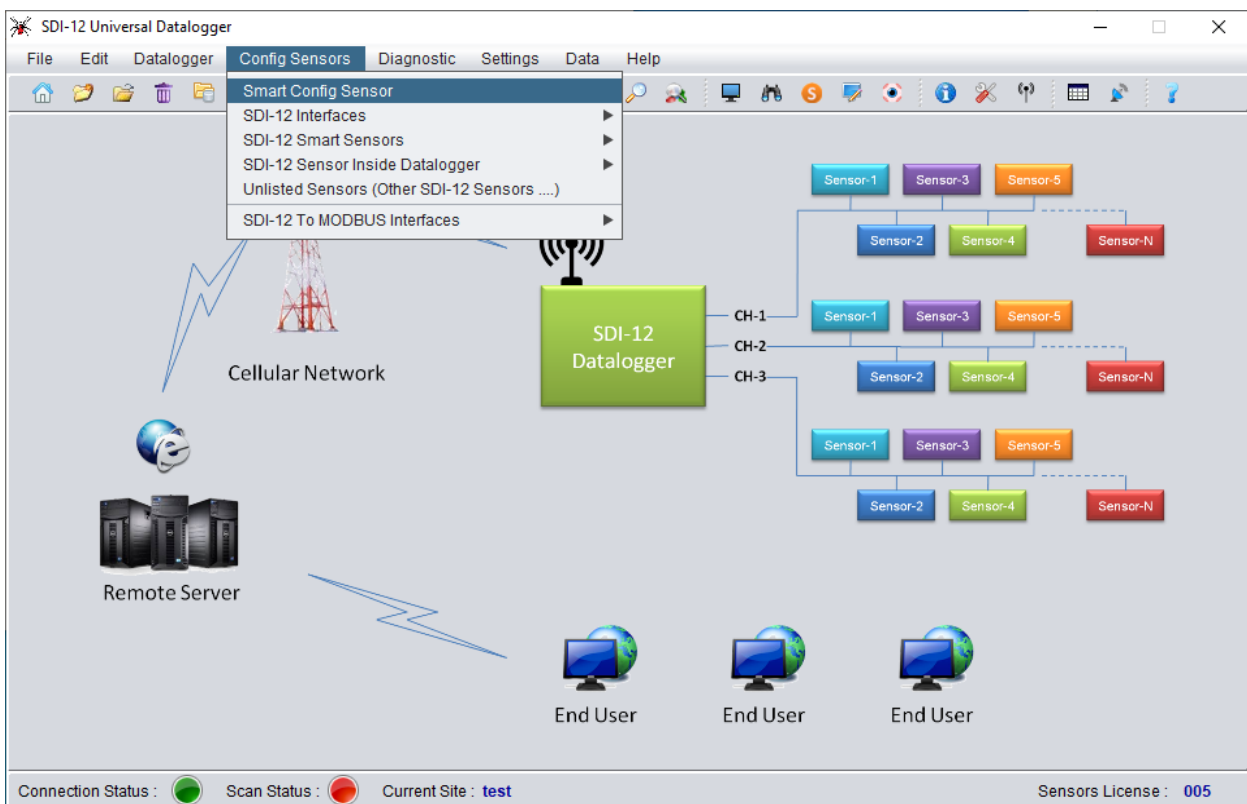 SDI-12 Universal Datalogger
File Edit Datalogger Config Sensors Diagnostic Settings Data Help
Smart Config Sensor
SDI-12 Interfaces
SDI-12 Smart Sensors
SDI-12 Sensor Inside Datalogger
Unlisted Sensors (Other SDI-12 Sensors ....)
SDI-12 To MODBUS Interfaces
Cellular Network
SDI-12
Datalogger
CH-1
CH-2
CH-3
Sensor-1 Sensor-3 Sensor-5
Sensor-2 Sensor-4 Sensor-N
Sensor-1 Sensor-3 Sensor-5
Sensor-2 Sensor-4 Sensor-N
Sensor-1 Sensor-3 Sensor-5
Sensor-2 Sensor-4 Sensor-N
Remote Server
End User End User End User
Connection Status : Scan Status : Current Site : test Sensors License : 005